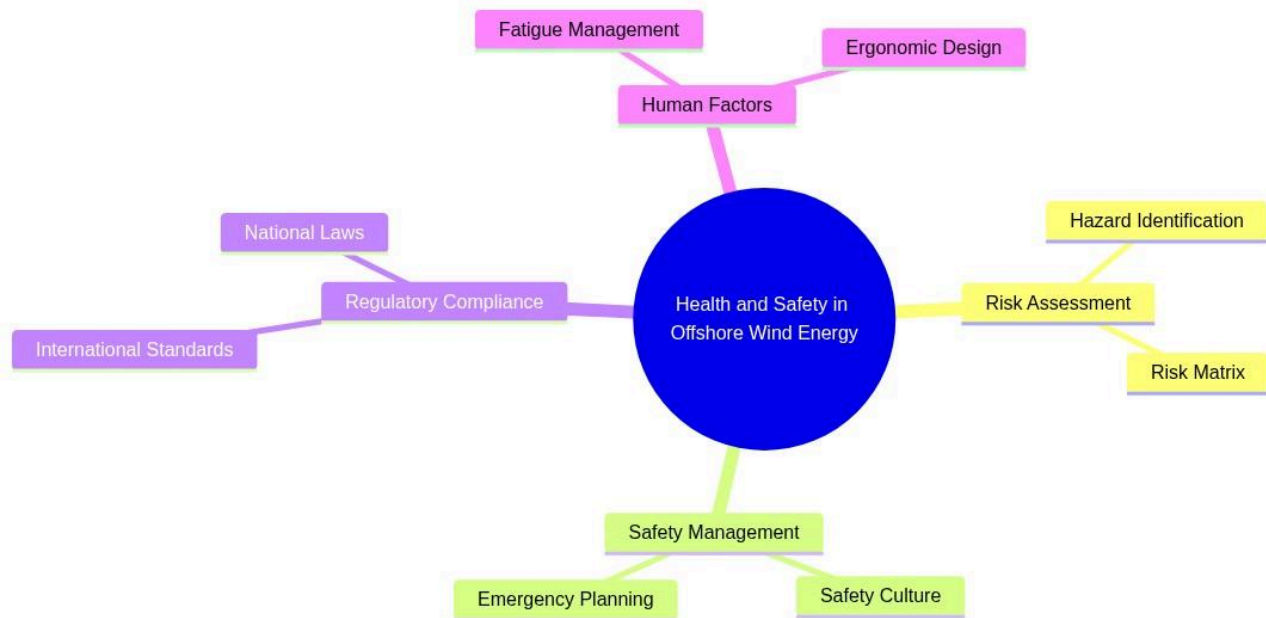 Fatigue Management
Ergonomic Design
Human Factors
National Laws
Hazard Identification
Regulatory Compliance
Health and Safety in
Offshore Wind Energy
Risk Assessment
International Standards
Risk Matrix
Safety Management
Emergency Planning
Safety Culture